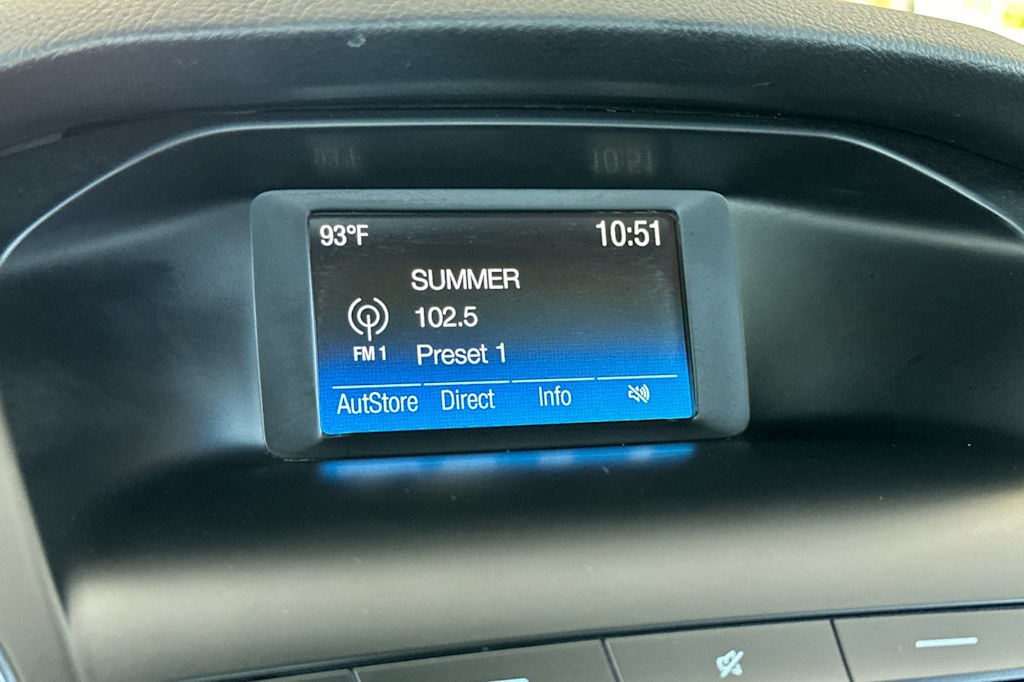 93°F 10:51
SUMMER
102.5
FM 1 Preset 1
AutStore Direct Info